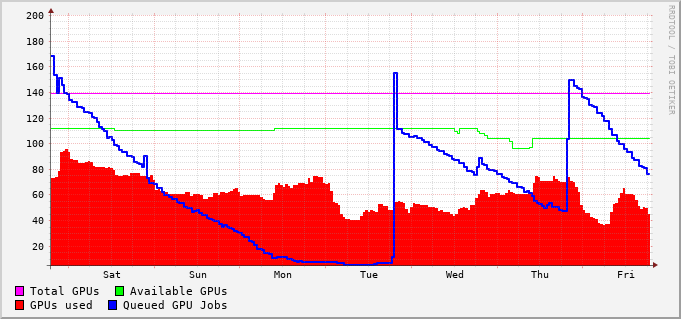 200
180
160
140
120
100
80
60
40
20
Sat Sun Mon Tue Wed Thu Fri
Total GPUs Available GPUs
GPUs used Queued GPU Jobs
RRDTOOL / TOBI OETIKER